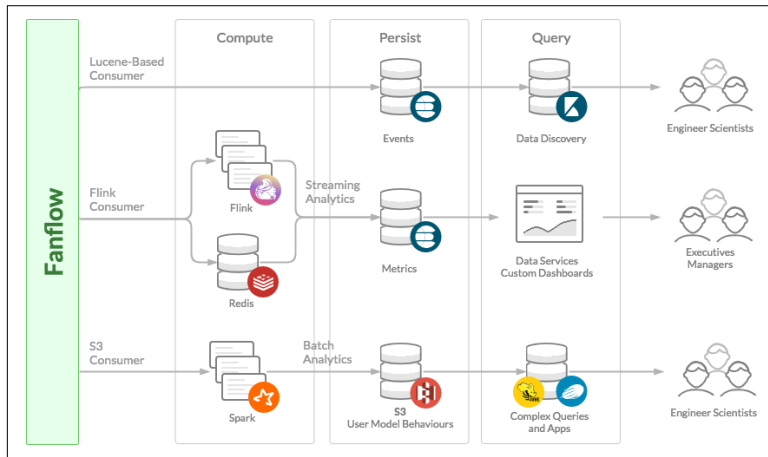 Compute
Persist
Query
Lucene-Based
Consumer
Events
Data Discovery
Engineer Scientists
Fanflow
Flink
Consumer
Flink
Streaming
Analytics
Redis
Metrics
Data Services
Custom Dashboards
Executives
Managers
S3
Consumer
Batch
Analytics
Spark
S3
User Model Behaviours
Complex Queries
and Apps
Engineer Scientists